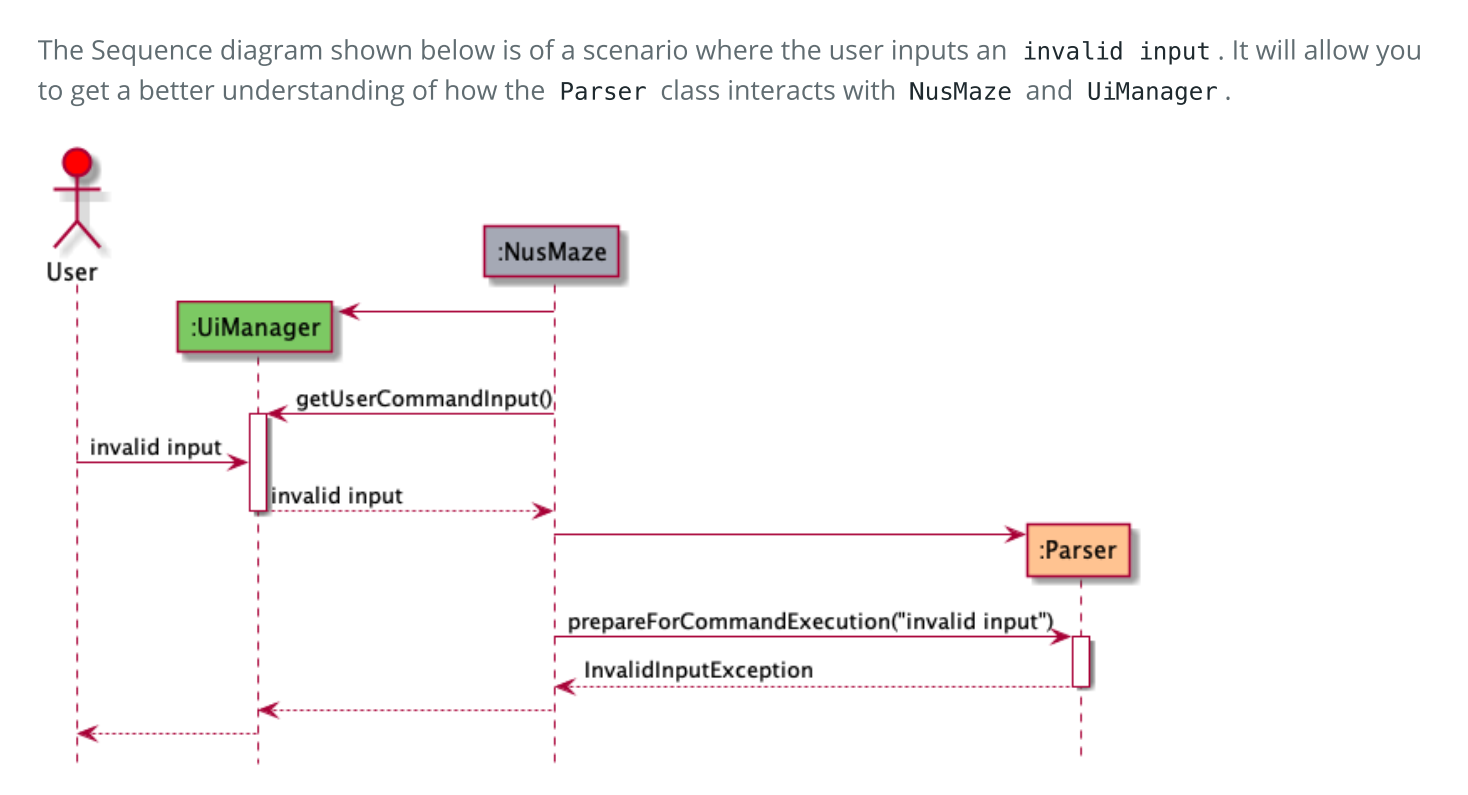 The Sequence diagram shown below is of a scenario where the user inputs an invalid input. It will allow you
to get a better understanding of how the Parser class interacts with NusMaze and UiManager.
User
:NusMaze
:UiManager
getUserCommandInput()
invalid input
invalid input
:Parser
prepareForCommandExecution("invalid input")
InvalidInputException